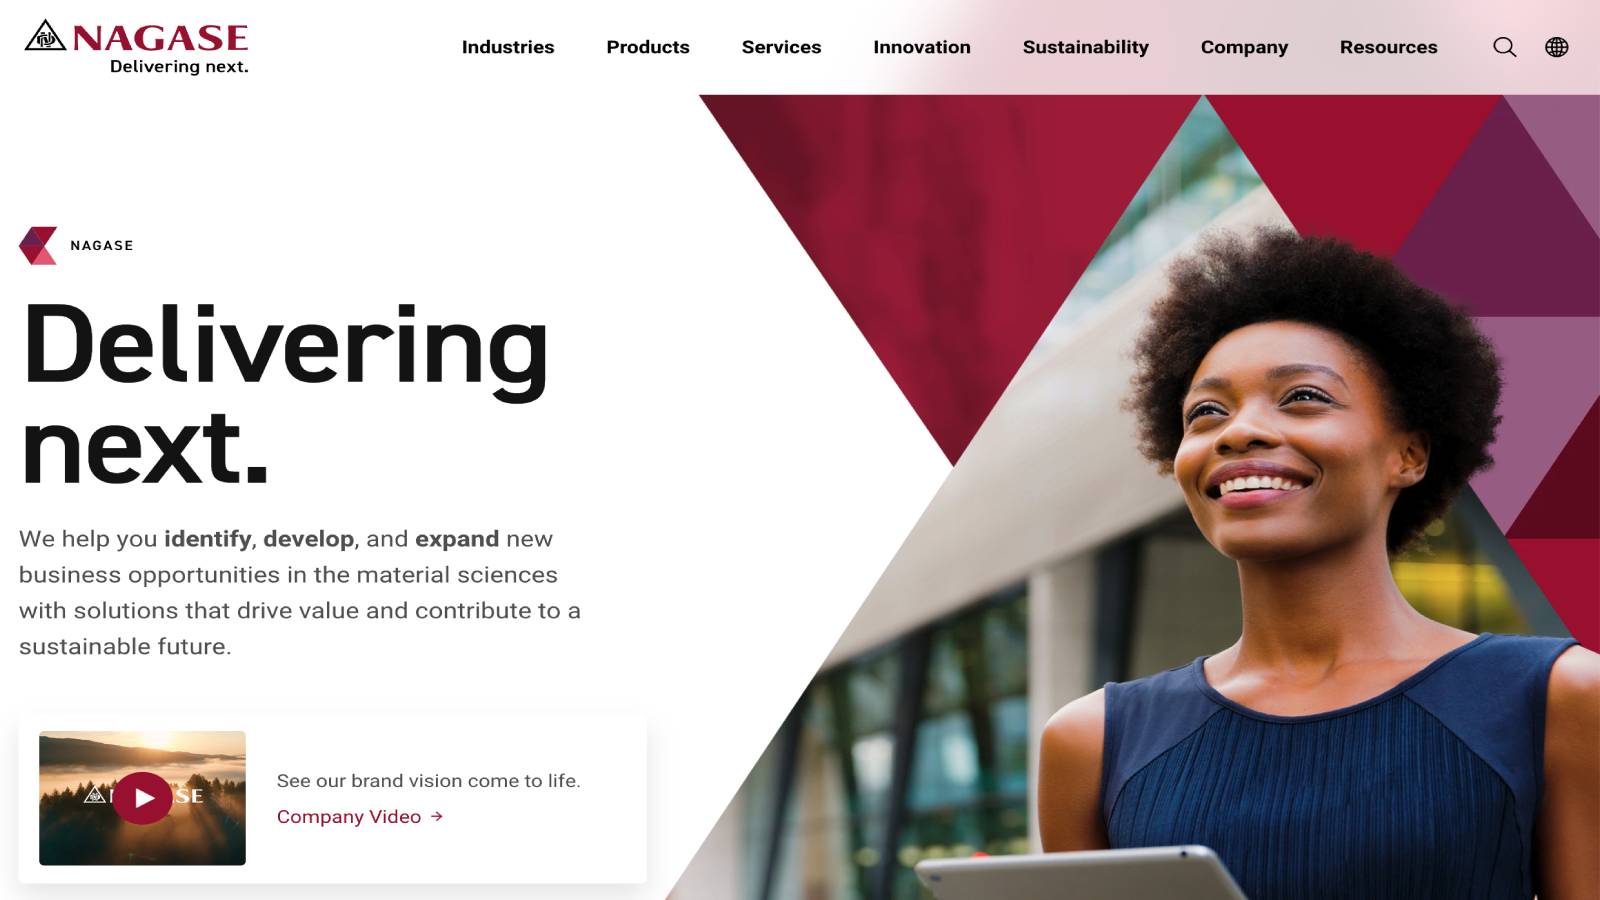 NAGASE
Delivering next.
Industries
Products
Services
Innovation
Sustainability
Company
Resources
NAGASE
Delivering
next.
We help you identify, develop, and expand new
business opportunities in the material sciences
with solutions that drive value and contribute to a
sustainable future.
See our brand vision come to life.
Company Video →